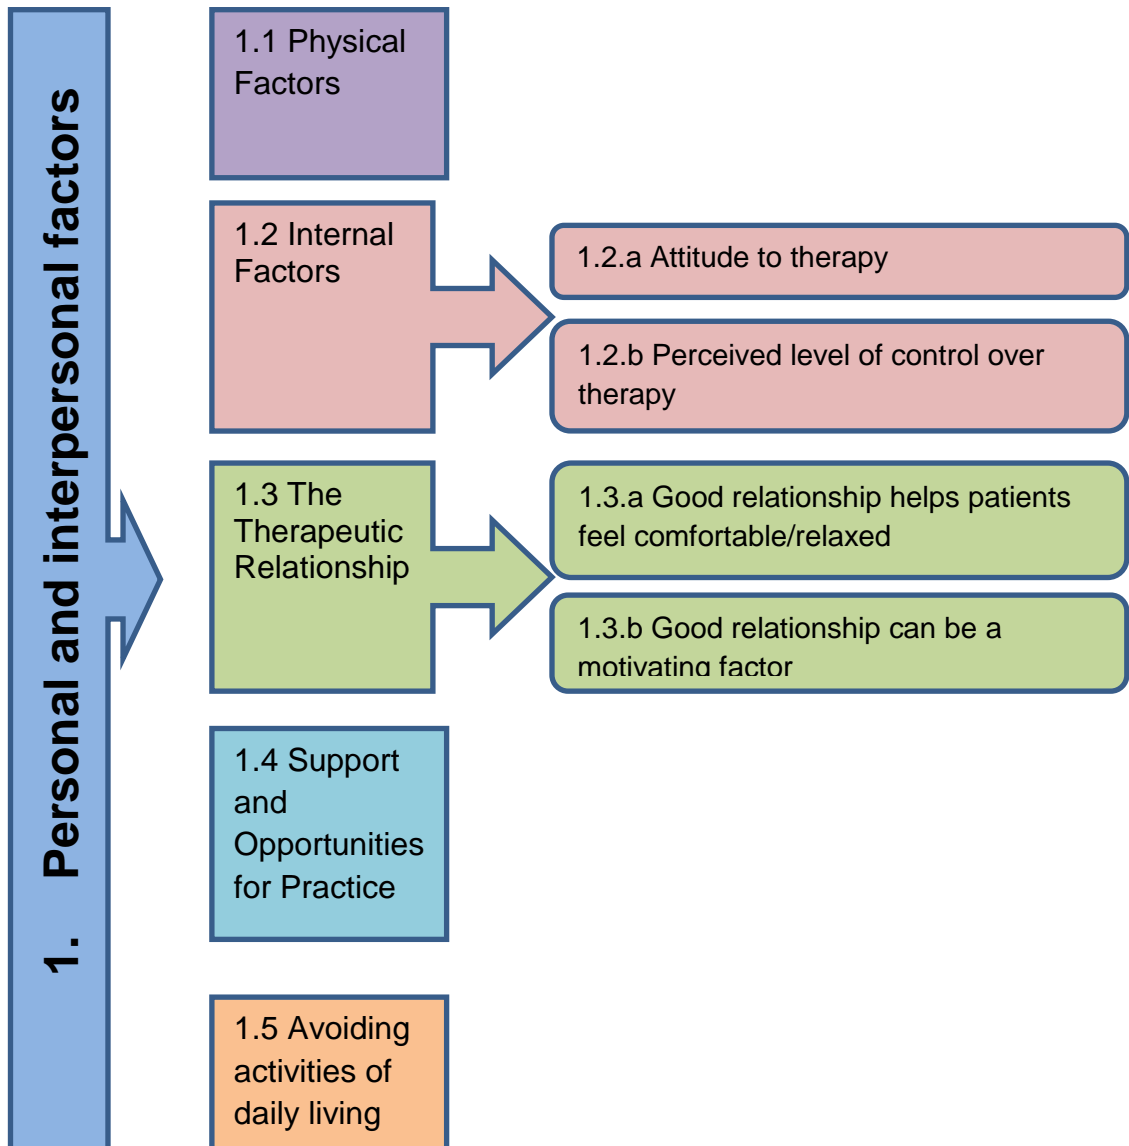 1. Personal and interpersonal factors
1.1 Physical
Factors
1.2 Internal
Factors
1.2.a Attitude to therapy
1.2.b Perceived level of control over
therapy
1.3 The
Therapeutic
Relationship
1.3.a Good relationship helps patients
feel comfortable/relaxed
1.3.b Good relationship can be a
motivating factor
1.4 Support
and
Opportunities
for Practice
1.5 Avoiding
activities of
daily living